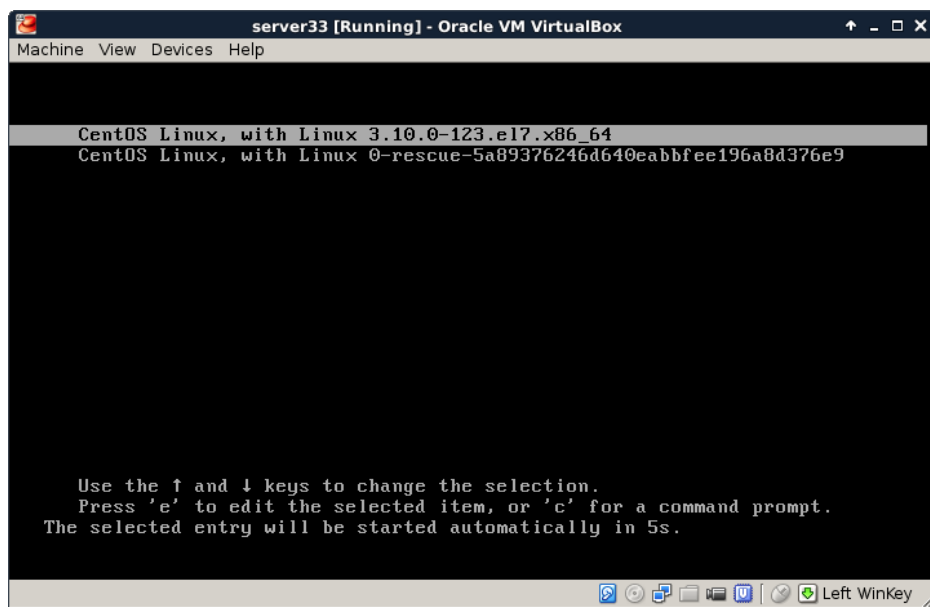 server33 [Running] - Oracle VM VirtualBox
Machine View Devices Help
CentOS Linux, with Linux 3.10.0-123.el7.x86_64
CentOS Linux, with Linux 0-rescue-5a89376246d640eabbfee196a8d376e9
Use the ↑ and ↓ keys to change the selection.
Press 'e' to edit the selected item, or 'c' for a command prompt.
The selected entry will be started automatically in 5s.
Left WinKey